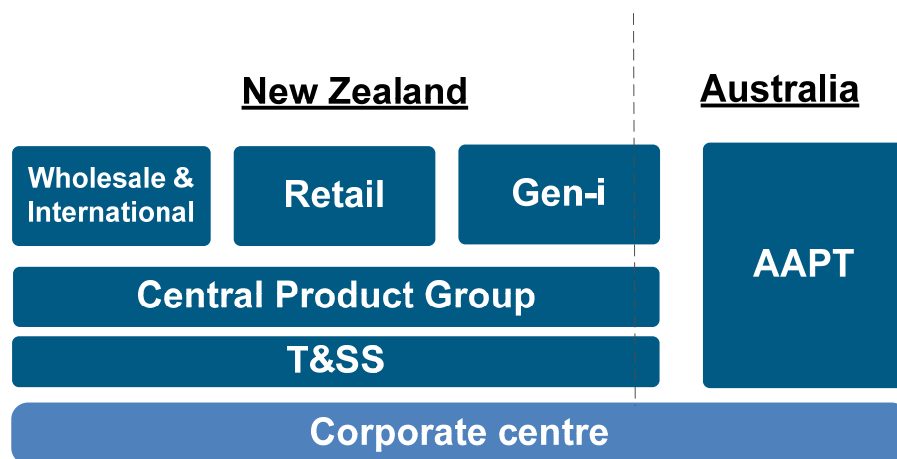 New Zealand
Australia
Wholesale &
International
Retail
Gen-i
AAPT
Central Product Group
T&SS
Corporate centre